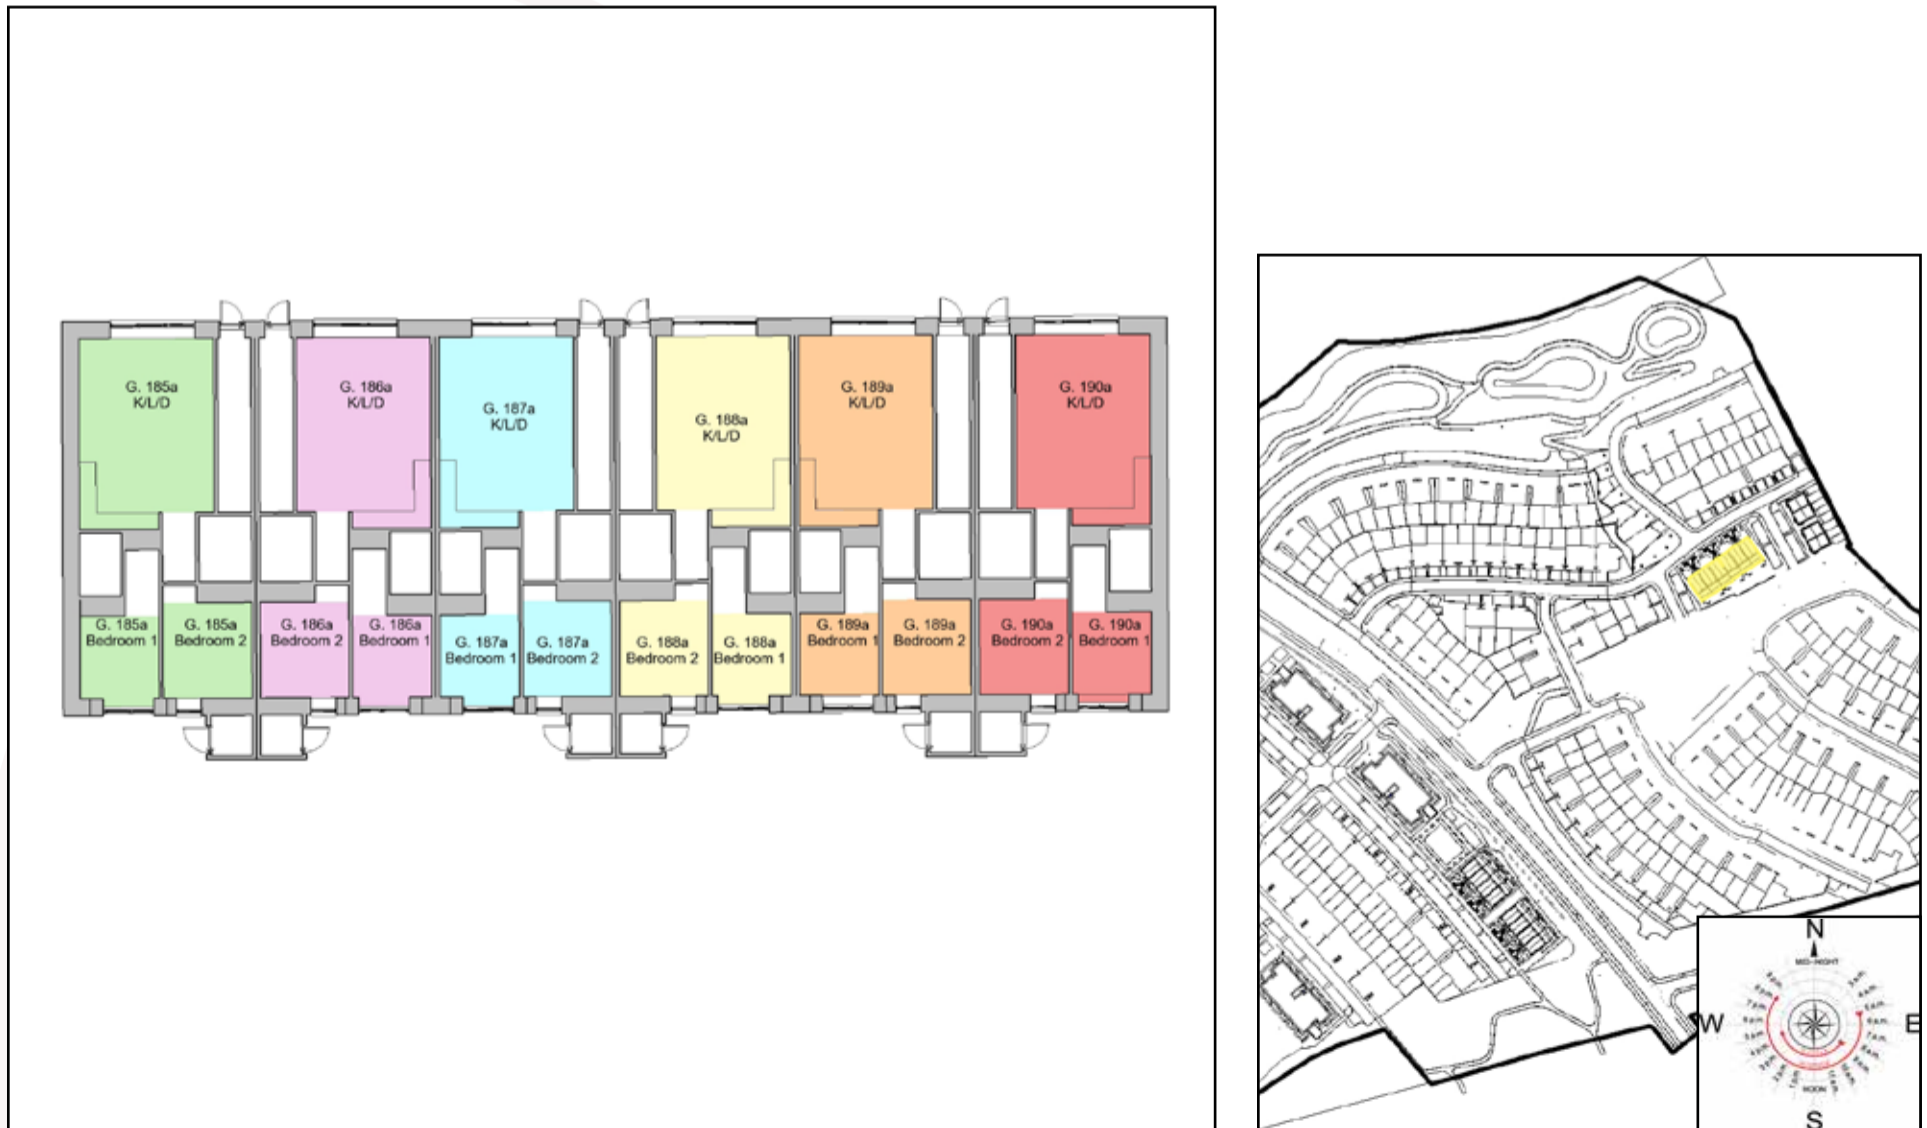 G. 185a
K/L/D
G. 186a
K/L/D
G. 187a
K/L/D
G. 188a
K/L/D
G. 189a
K/L/D
G. 190a
K/L/D
G. 185a
Bedroom 1
G. 185a
Bedroom 2
G. 186a
Bedroom 2
G. 186a
Bedroom 1
G. 187a
Bedroom 1
G. 187a
Bedroom 2
G. 188a
Bedroom 2
G. 188a
Bedroom 1
G. 189a
Bedroom 1
G. 189a
Bedroom 2
G. 190a
Bedroom 2
G. 190a
Bedroom 1
N
MID-NIGHT
W
E
NOON
S